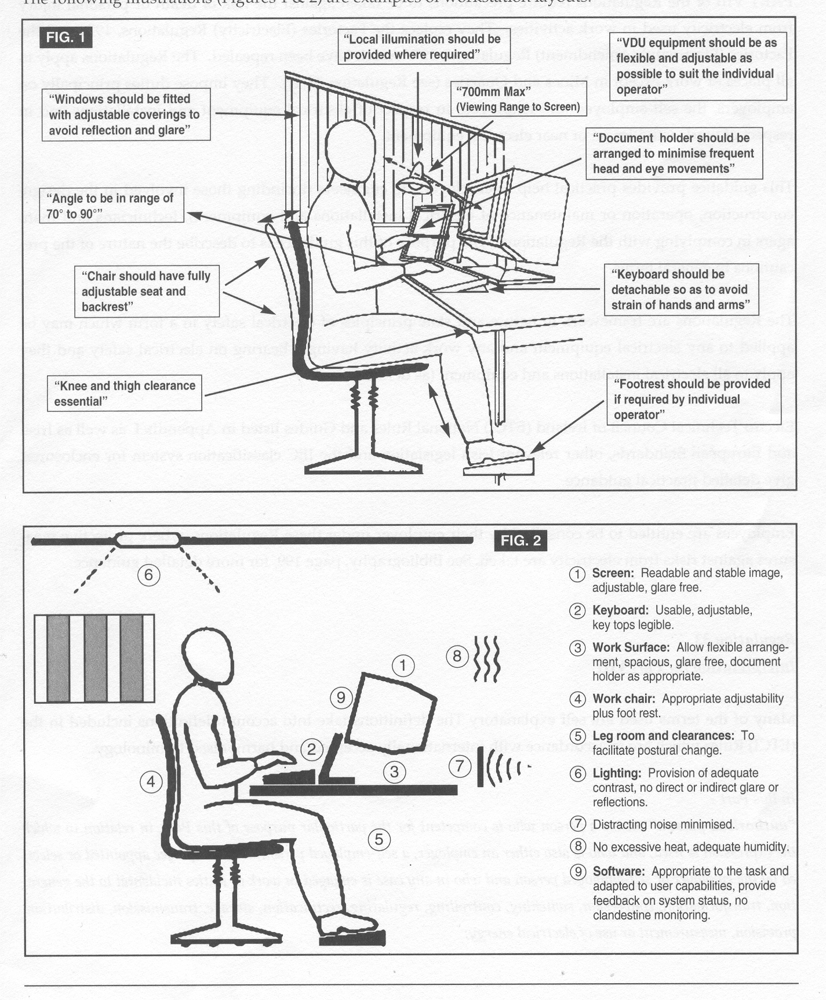 The following illustrations (Figures 1 & 2) are examples of workstation layouts.
FIG. 1
“Local illumination should be
provided where required”
“VDU equipment should be as
flexible and adjustable as
possible to suit the individual
operator”
“Windows should be fitted
with adjustable coverings to
avoid reflection and glare”
“700mm Max”
(Viewing Range to Screen)
“Document holder should be
arranged to minimise frequent
head and eye movements”
“Angle to be in range of
70° to 90°”
“Chair should have fully
adjustable seat and
backrest”
“Keyboard should be
detachable so as to avoid
strain of hands and arms”
“Knee and thigh clearance
essential”
“Footrest should be provided
if required by individual
operator”
FIG. 2
6
8
1
9
2
3
7
4
5
1 Screen: Readable and stable image,
adjustable, glare free.
2 Keyboard: Usable, adjustable,
key tops legible.
3 Work Surface: Allow flexible arrange-
ment, spacious, glare free, document
holder as appropriate.
4 Work chair: Appropriate adjustability
plus foot rest.
5 Leg room and clearances: To
facilitate postural change.
6 Lighting: Provision of adequate
contrast, no direct or indirect glare or
reflections.
7 Distracting noise minimised.
8 No excessive heat, adequate humidity.
9 Software: Appropriate to the task and
adapted to user capabilities, provide
feedback on system status, no
clandestine monitoring.